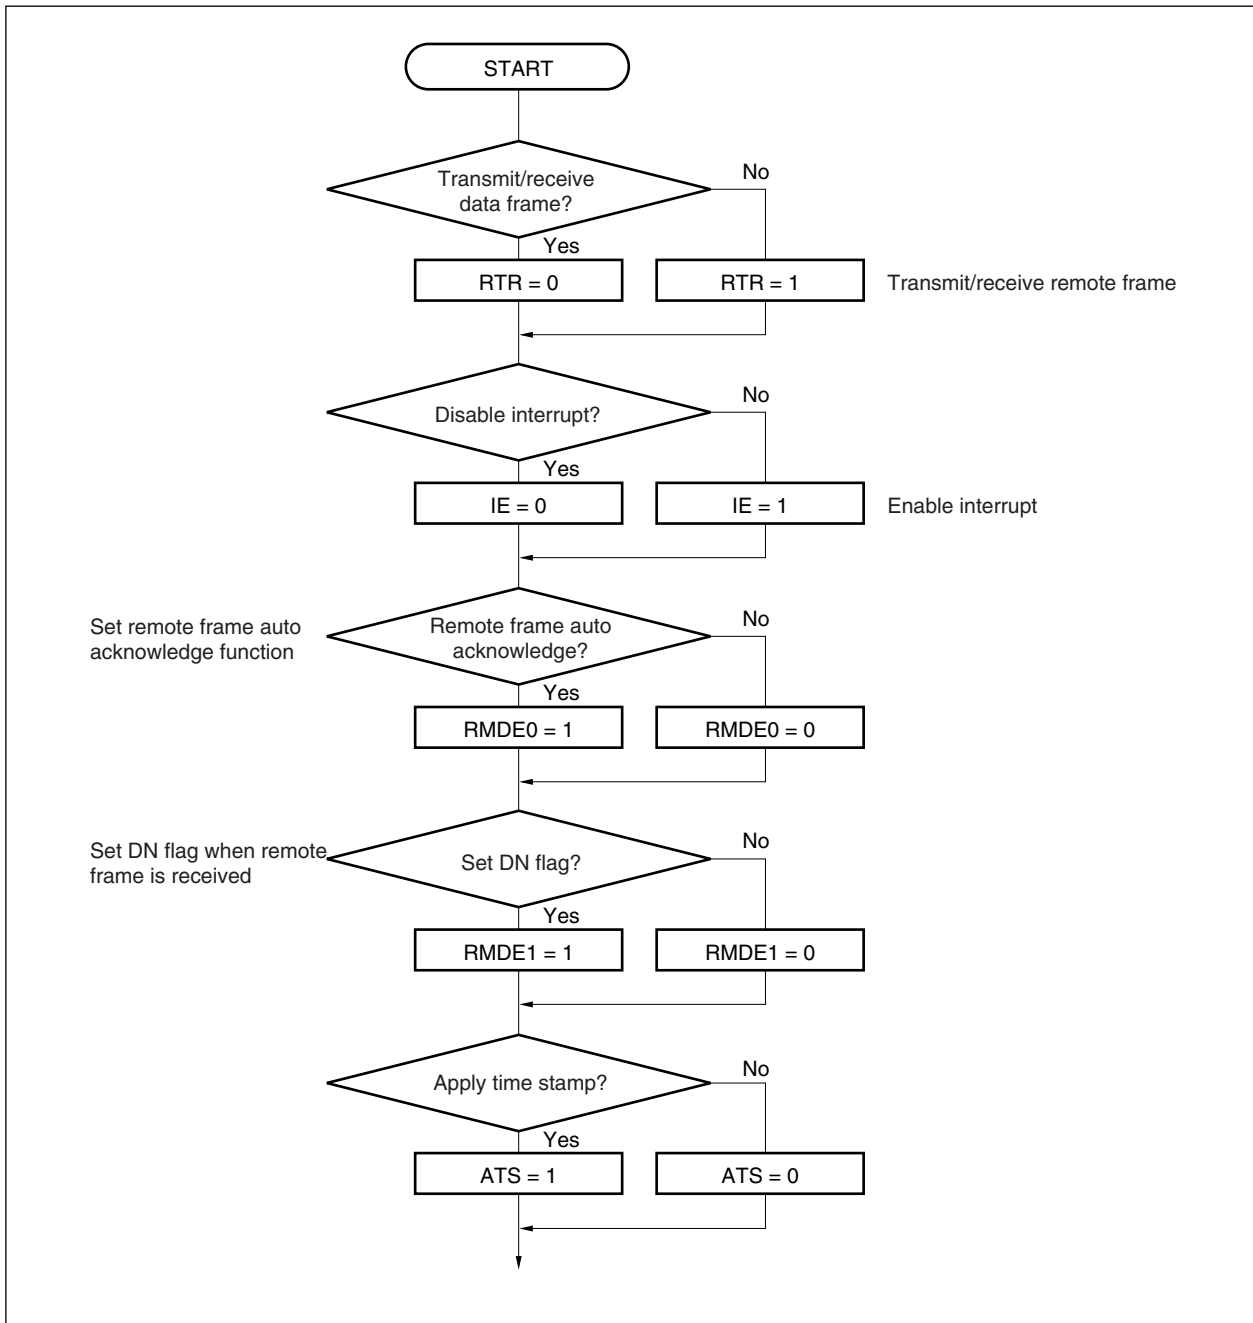 START
Transmit/receive
data frame?
No
Yes
RTR = 0
RTR = 1
Transmit/receive remote frame
Disable interrupt?
No
Yes
IE = 0
IE = 1
Enable interrupt
Set remote frame auto
acknowledge function
Remote frame auto
acknowledge?
No
Yes
RMDE0 = 1
RMDE0 = 0
Set DN flag when remote
frame is received
Set DN flag?
No
Yes
RMDE1 = 1
RMDE1 = 0
Apply time stamp?
No
Yes
ATS = 1
ATS = 0